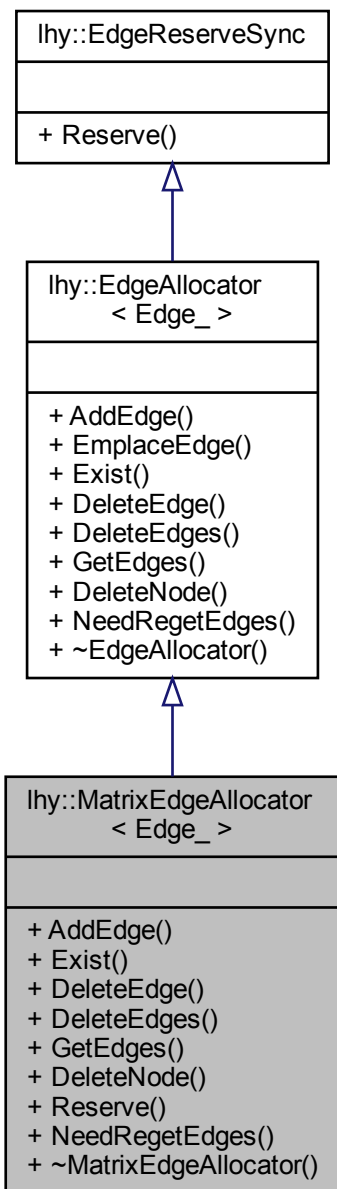 lhy::EdgeReserveSync
+ Reserve()
lhy::EdgeAllocator
< Edge_ >
+ AddEdge()
+ EmplaceEdge()
+ Exist()
+ DeleteEdge()
+ DeleteEdges()
+ GetEdges()
+ DeleteNode()
+ NeedRegetEdges()
+ ~EdgeAllocator()
lhy::MatrixEdgeAllocator
< Edge_ >
+ AddEdge()
+ Exist()
+ DeleteEdge()
+ DeleteEdges()
+ GetEdges()
+ DeleteNode()
+ Reserve()
+ NeedRegetEdges()
+ ~MatrixEdgeAllocator()